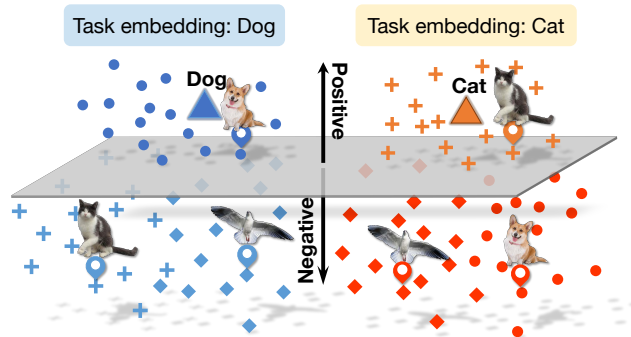 Task embedding: Dog
Task embedding: Cat
Dog
Cat
Positive
Negative